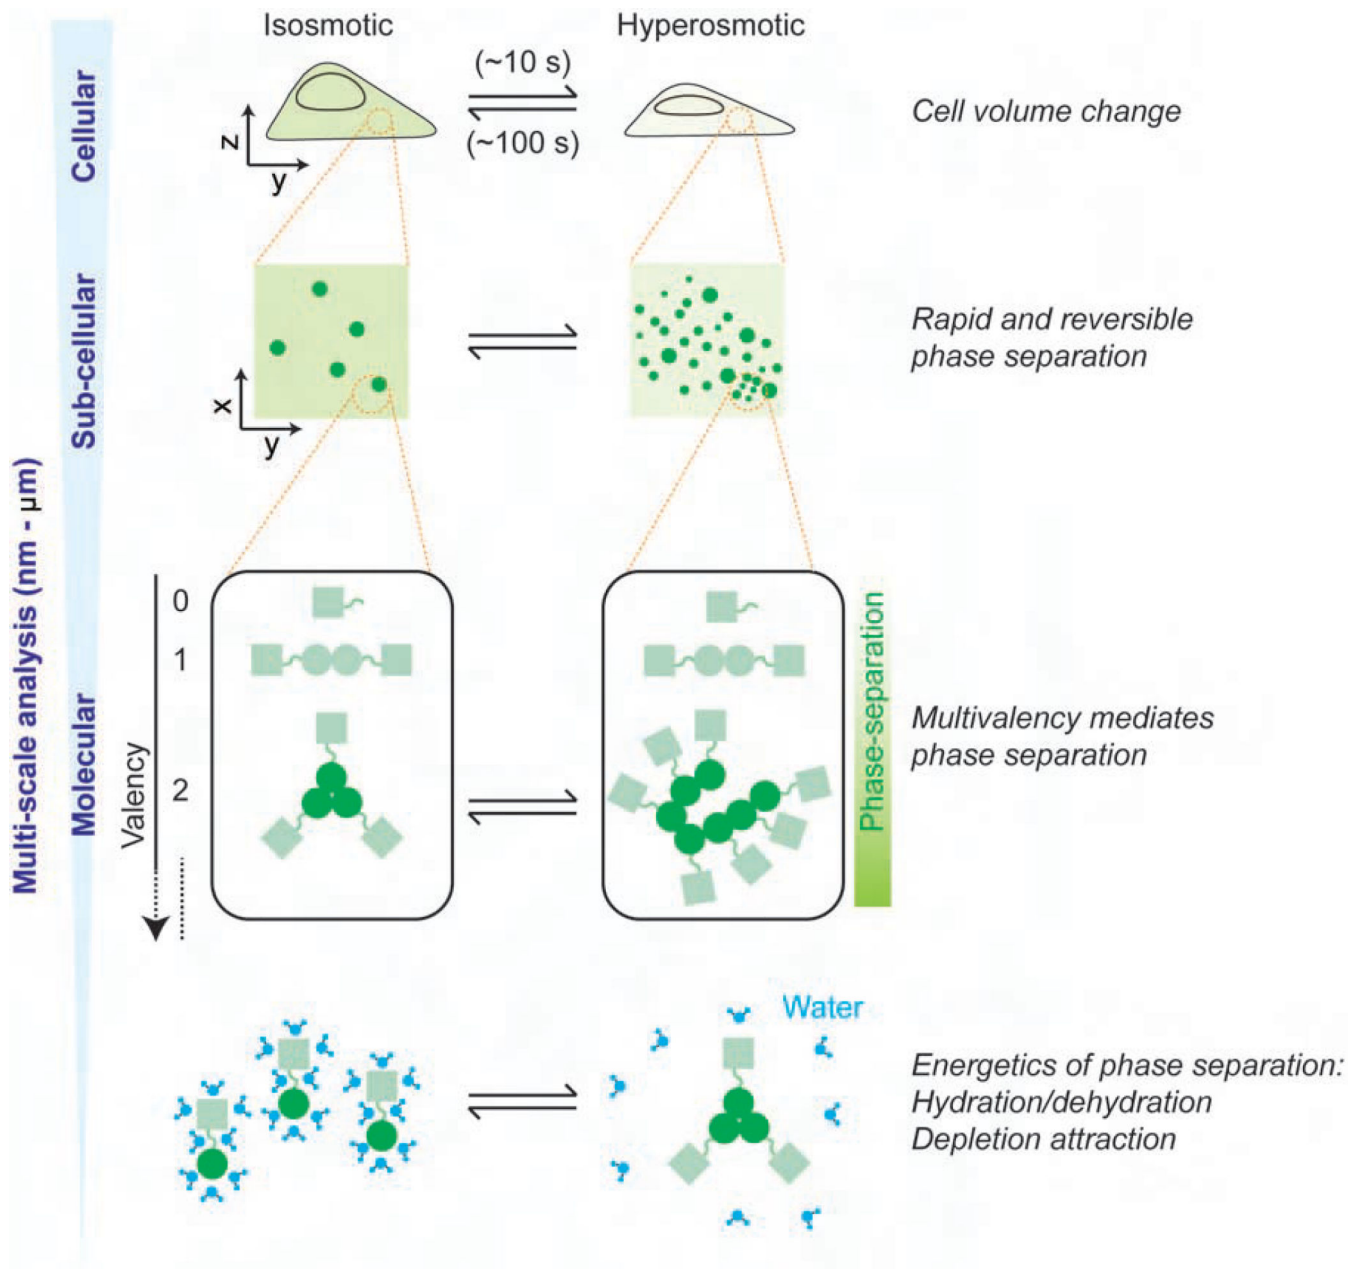 Isosmotic
Hyperosmotic
(~10 s)
(~100 s)
Cell volume change
z
y
Cellular
Sub-cellular
x
y
Rapid and reversible
phase separation
Multi-scale analysis (nm - μm)
Molecular
Valency
0
1
2
Phase-separation
Multivalency mediates
phase separation
Water
Energetics of phase separation:
Hydration/dehydration
Depletion attraction